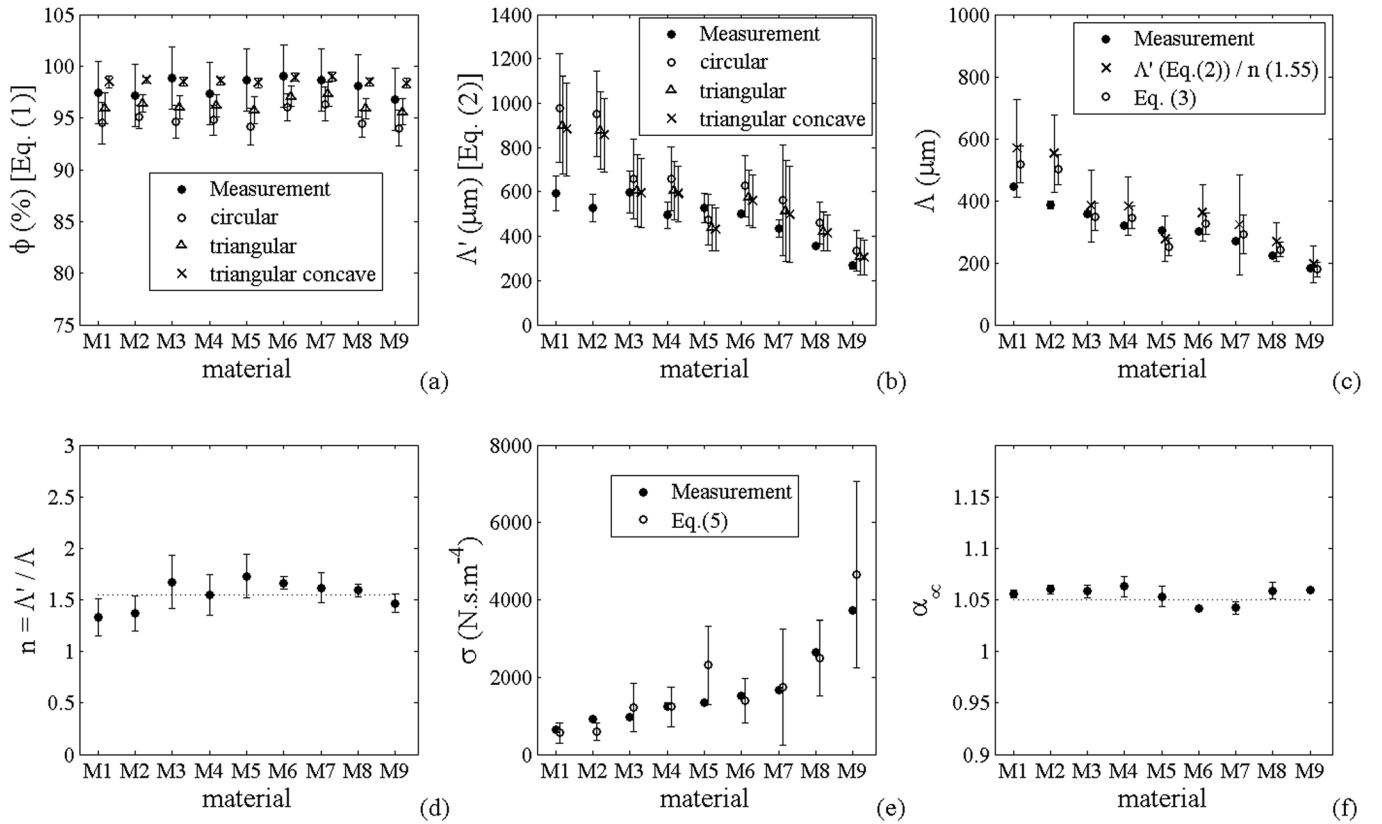 105
100
95
90
85
80
75
ϕ (%) [Eq. (1)]
Measurement
circular
triangular
triangular concave
M1 M2 M3 M4 M5 M6 M7 M8 M9
material
(a)
1400
1200
1000
800
600
400
200
0
Λ' (μm) [Eq. (2)]
Measurement
circular
triangular
triangular concave
M1 M2 M3 M4 M5 M6 M7 M8 M9
material
(b)
1000
800
600
400
200
0
Λ (μm)
Measurement
Λ' (Eq.(2)) / n (1.55)
Eq. (3)
M1 M2 M3 M4 M5 M6 M7 M8 M9
material
(c)
3
2.5
2
1.5
1
0.5
0
n = Λ' / Λ
M1 M2 M3 M4 M5 M6 M7 M8 M9
material
(d)
8000
6000
4000
2000
0
σ (N.s.m⁻⁴)
Measurement
Eq.(5)
M1 M2 M3 M4 M5 M6 M7 M8 M9
material
(e)
1.15
1.1
1.05
1
0.95
0.9
α∞
M1 M2 M3 M4 M5 M6 M7 M8 M9
material
(f)